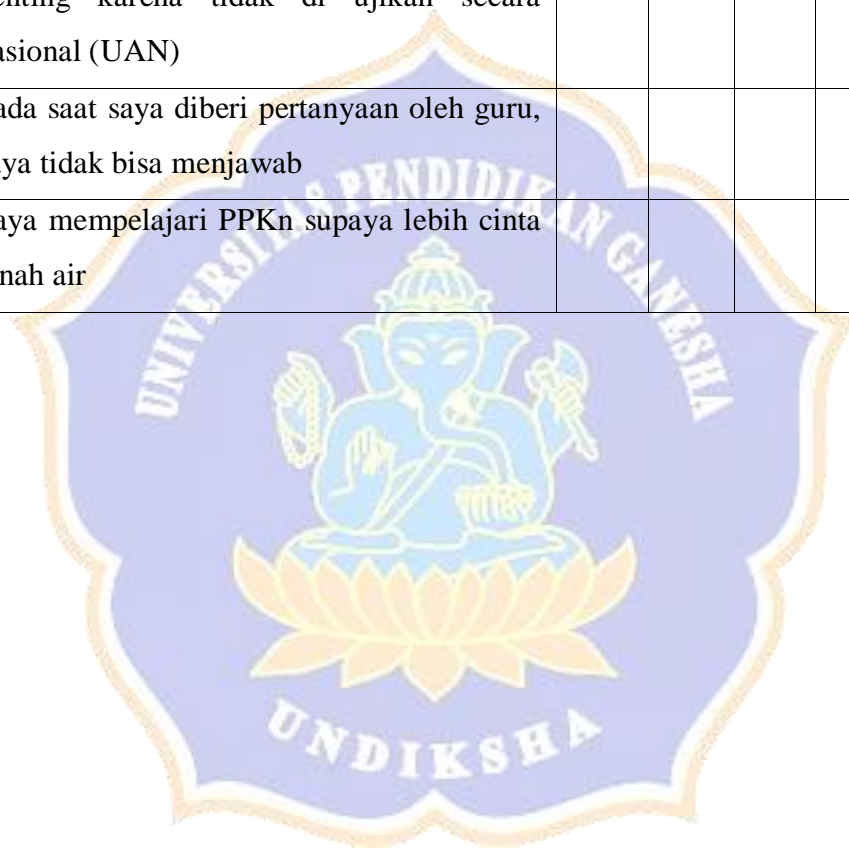 enting karena tidak di ujikan secara
asional (UAN)
ada saat saya diberi pertanyaan oleh guru,
ya tidak bisa menjawab
aya mempelajari PPKn supaya lebih cinta
nah air
UNIVERSITAS PENDIDIKAN GANESHA
UNDIKSHA